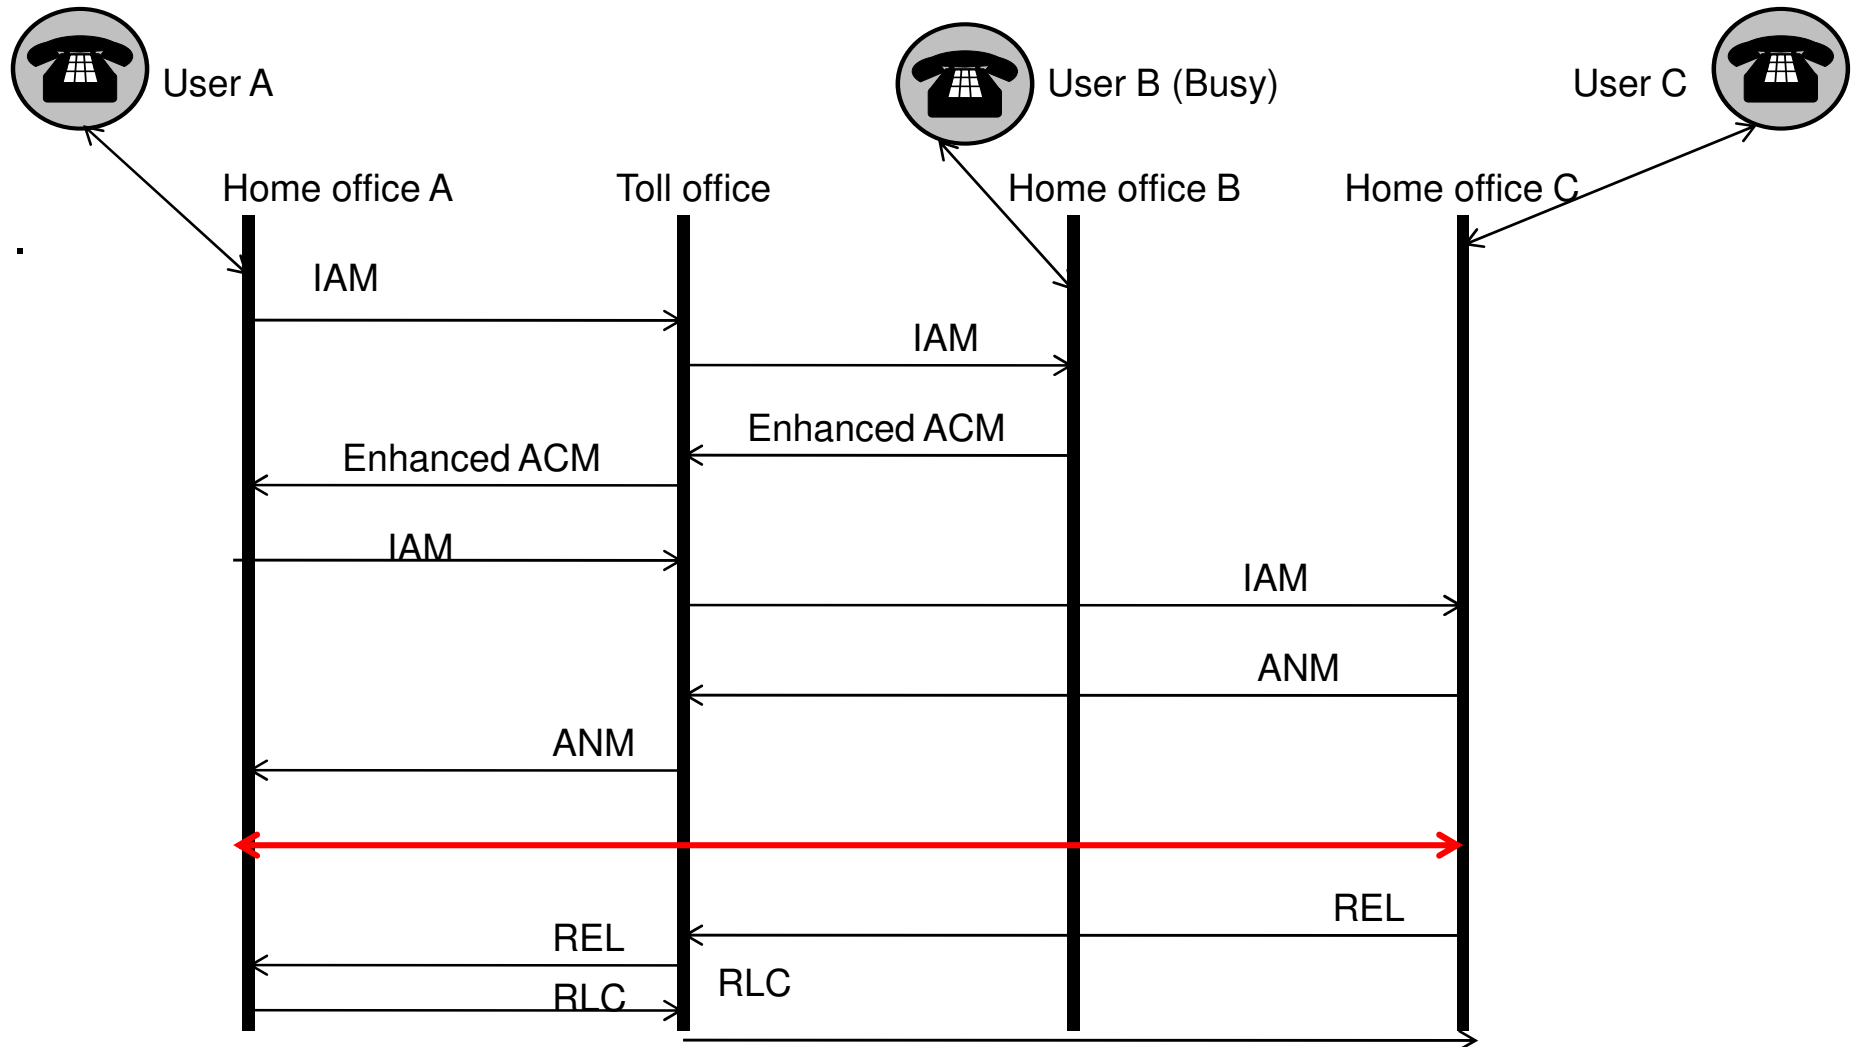 User A
User B (Busy)
User C
Home office A
Toll office
Home office B
Home office C
IAM
IAM
Enhanced ACM
Enhanced ACM
IAM
IAM
ANM
ANM
REL
REL
RLC
RLC